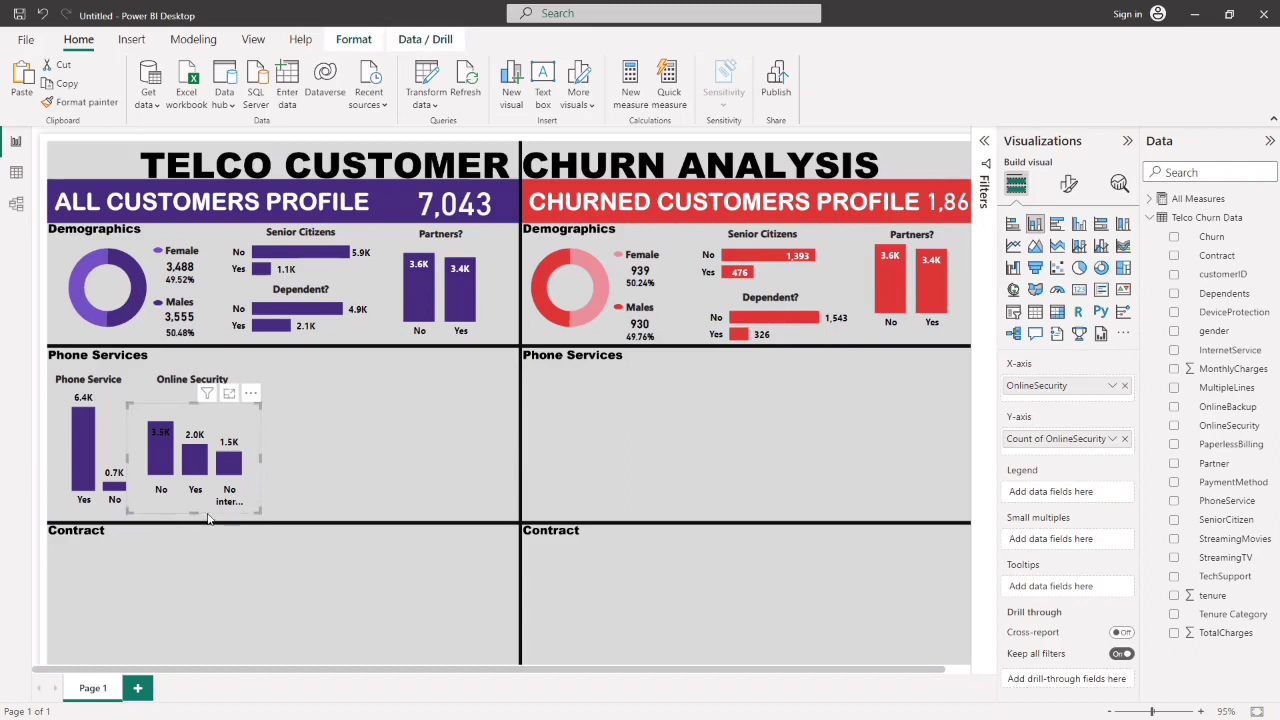 Untitled - Power BI Desktop
Search
Sign in
File
Home
Insert
Modeling
View
Help
Format
Data / Drill
Paste
Cut
Copy
Format painter
Clipboard
Get data
Excel workbook
Data hub
SQL Server
Enter data
Dataverse
Recent sources
Data
Transform data
Refresh
Queries
New visual
Text box
More visuals
Insert
New measure
Quick measure
Calculations
Sensitivity
Sensitivity
Publish
Share
TELCO CUSTOMER CHURN ANALYSIS
ALL CUSTOMERS PROFILE 7,043
CHURNED CUSTOMERS PROFILE 1,86
Demographics
Female
3,488
49.52%
Males
3,555
50.48%
Senior Citizens
No 5.9K
Yes 1.1K
Dependent?
No 4.9K
Yes 2.1K
Partners?
3.6K 3.4K
No Yes
Demographics
Female
939
50.24%
Males
930
49.76%
Senior Citizens
No 1,393
Yes 476
Dependent?
No 1,543
Yes 326
Partners?
3.6K 3.4K
No Yes
Phone Services
Phone Service
6.4K
0.7K
Yes No
Online Security
3.5K 2.0K 1.5K
No Yes No
inter...
Phone Services
Contract
Contract
Filters
Visualizations
Build visual
X-axis
OnlineSecurity
Y-axis
Count of OnlineSecurity
Legend
Add data fields here
Small multiples
Add data fields here
Tooltips
Add data fields here
Drill through
Cross-report Off
Keep all filters On
Add drill-through fields here
Data
Search
All Measures
Telco Churn Data
Churn
Contract
customerID
Dependents
DeviceProtection
gender
InternetService
MonthlyCharges
MultipleLines
OnlineBackup
OnlineSecurity
PaperlessBilling
Partner
PaymentMethod
PhoneService
SeniorCitizen
StreamingMovies
StreamingTV
TechSupport
tenure
Tenure Category
TotalCharges
Page 1
Page 1 of 1
95%